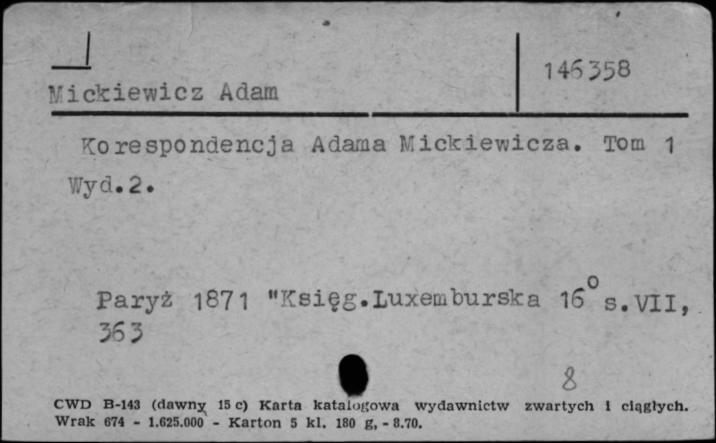 146358
Mickiewicz Adam
Korespondencja Adama Mickiewicza. Tom 1
Wyd.2.
Paryż 1871 "Księg.Luxemburska 16° s.VII,
363
8
CWD B-143 (dawny 15 c) Karta katalogowa wydawnictw zwartych i ciągłych.
Wrak 674 - 1.625.000 - Karton 5 kl. 180 g, - 8.70.